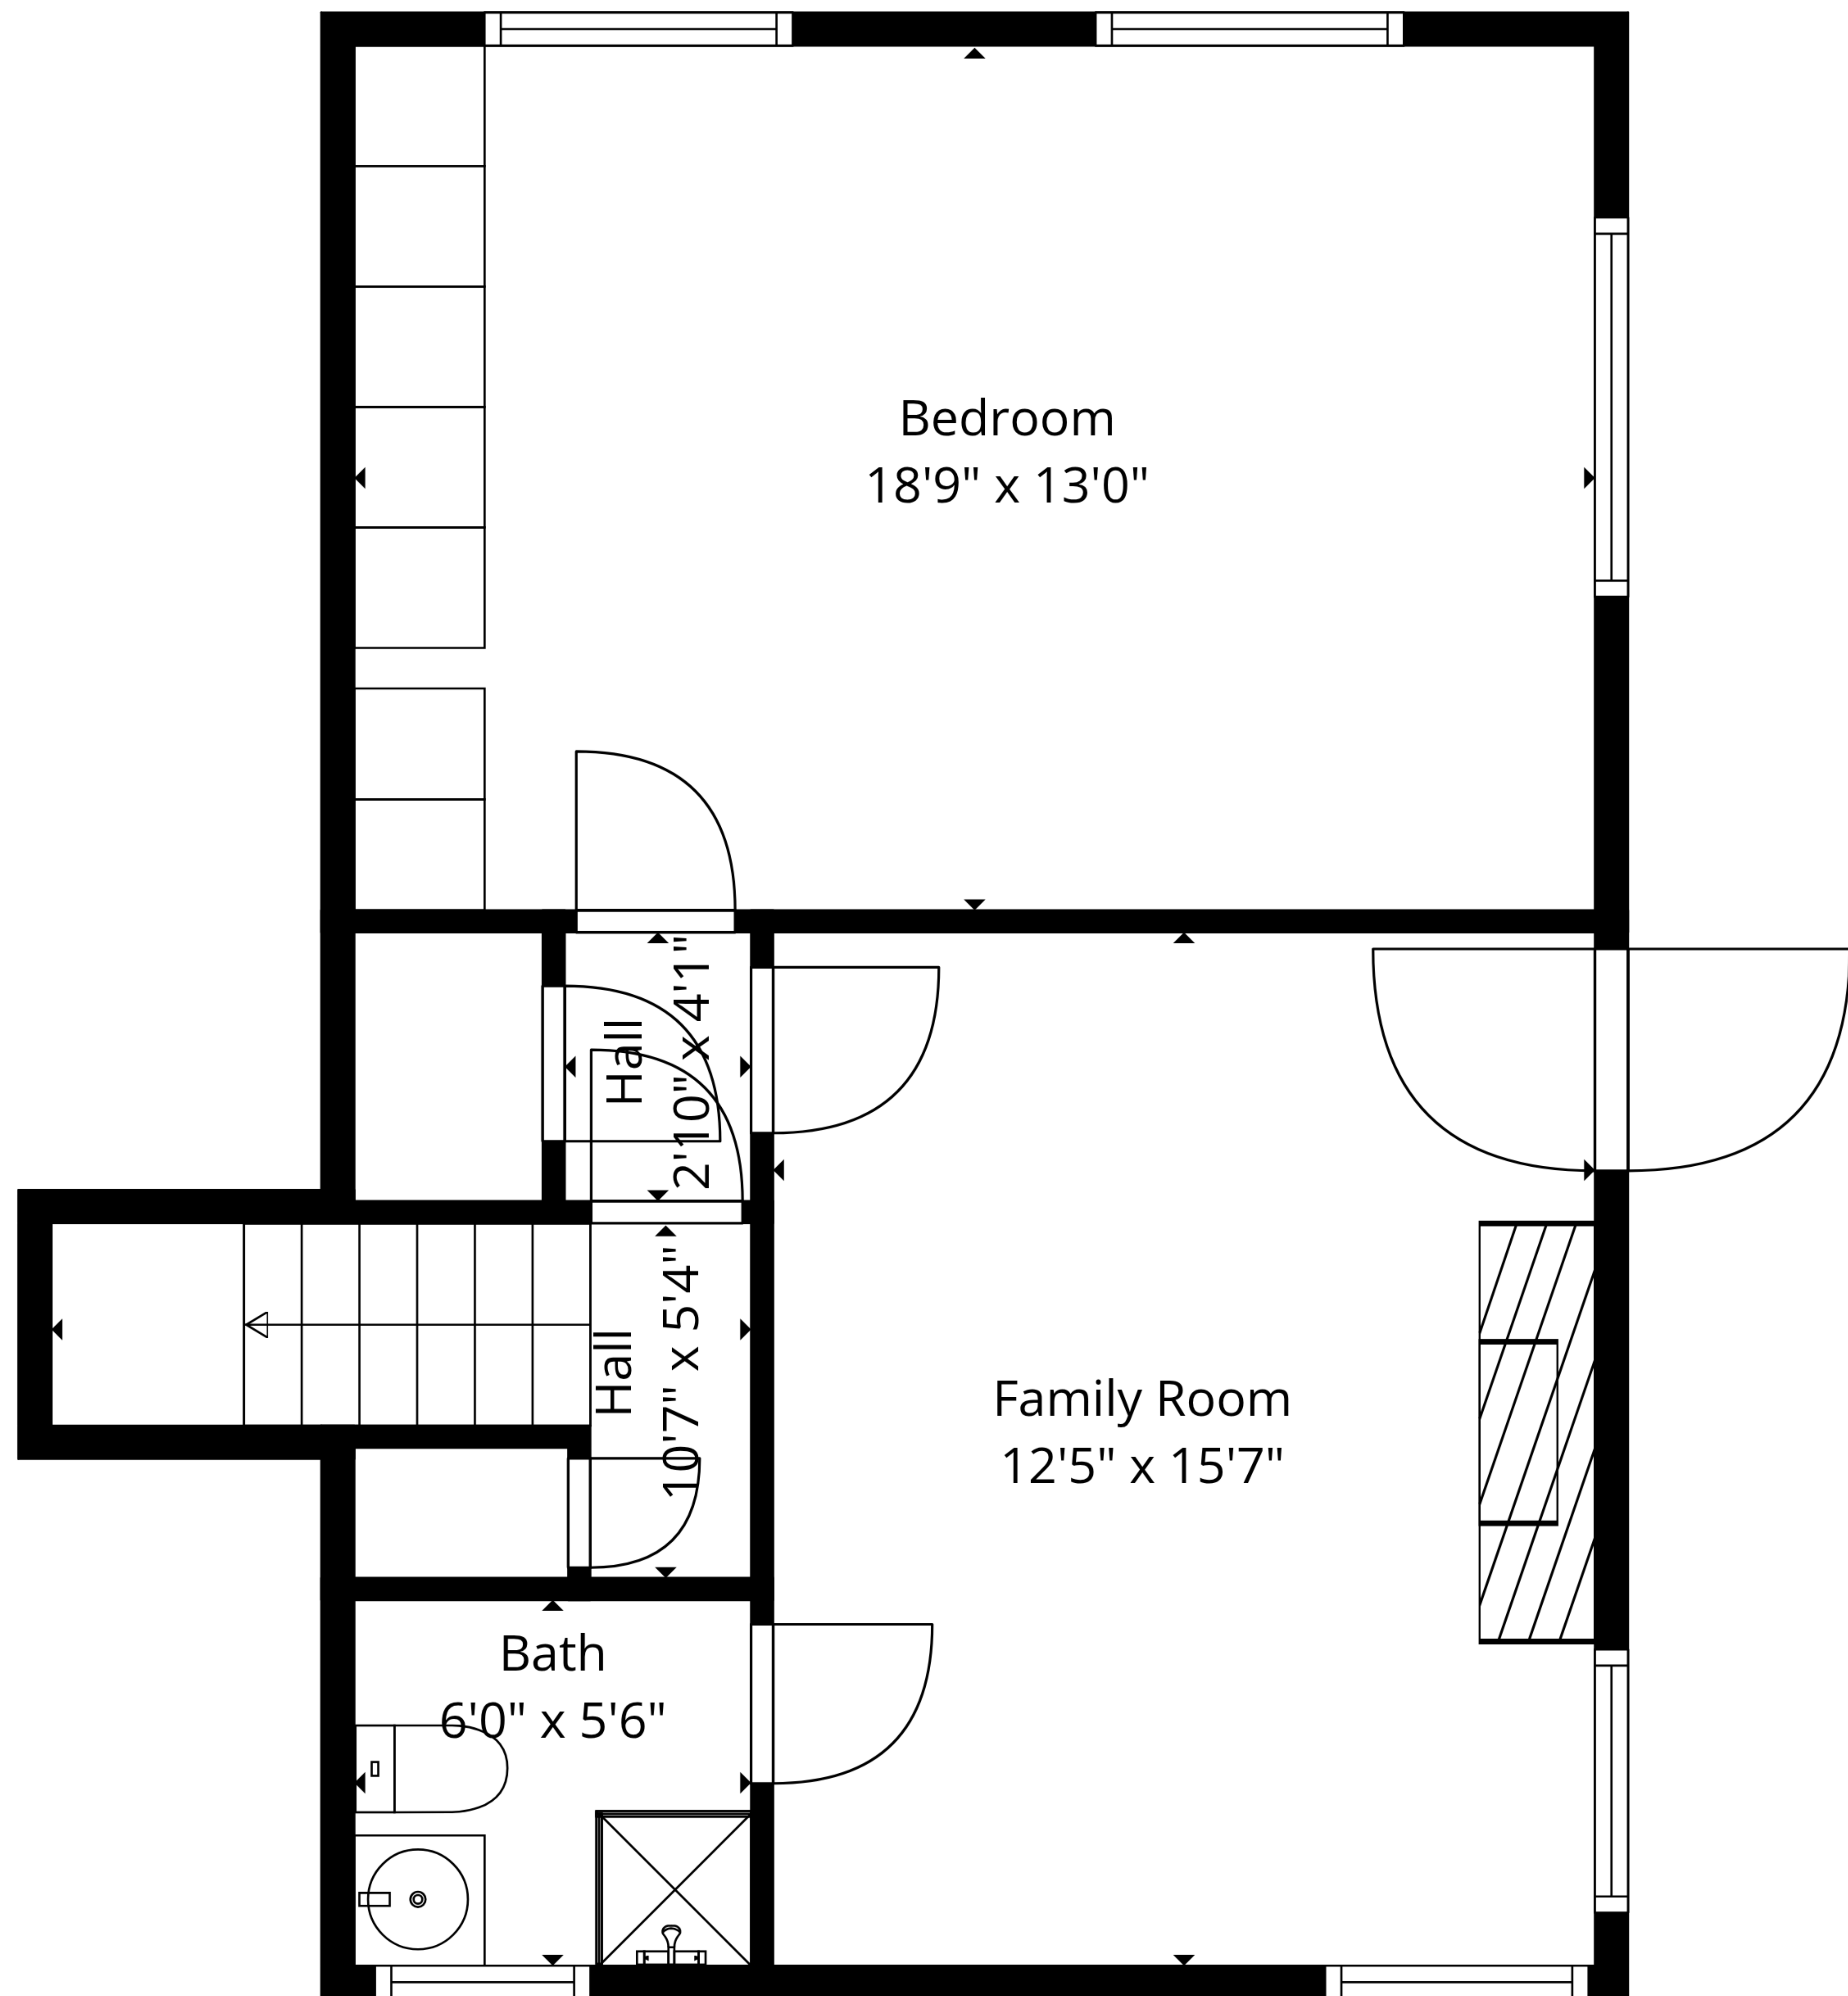 Bedroom
18'9" x 13'0"
Hall
2'10" x 4'1"
Hall
10'7" x 5'4"
Family Room
12'5" x 15'7"
Bath
6'0" x 5'6"